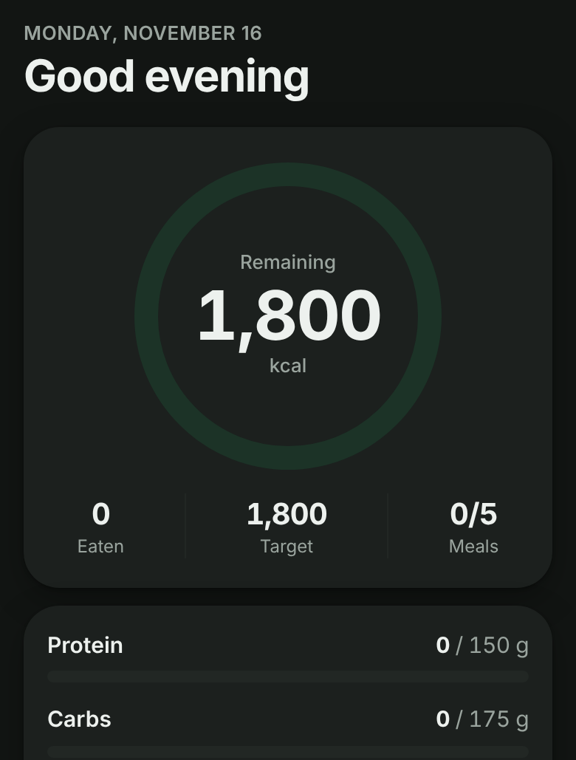 MONDAY, NOVEMBER 16
Good evening
Remaining
1,800
kcal
0 1,800 0/5
Eaten Target Meals
Protein 0 / 150 g
Carbs 0 / 175 g